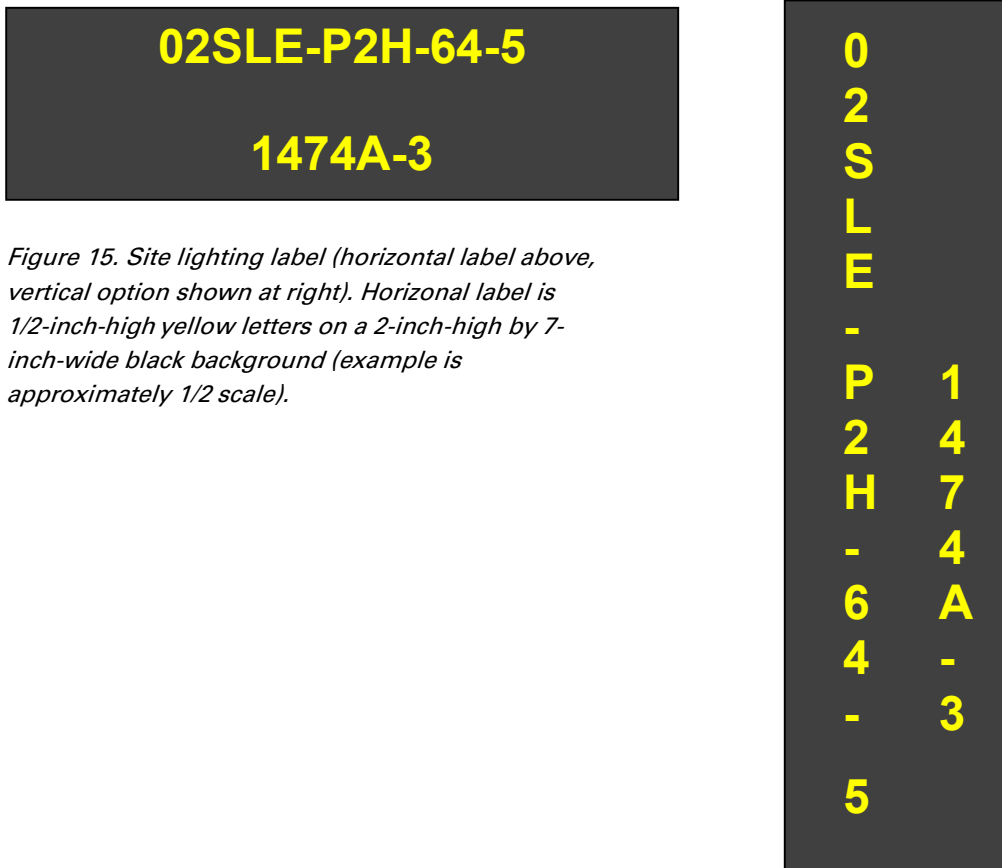 02SLE-P2H-64-5
1474A-3
Figure 15. Site lighting label (horizontal label above,
vertical option shown at right). Horizonal label is
1/2-inch-high yellow letters on a 2-inch-high by 7-
inch-wide black background (example is
approximately 1/2 scale).
0
2
S
L
E
-
P 1
2 4
H 7
- 4
6 A
4 -
- 3
5